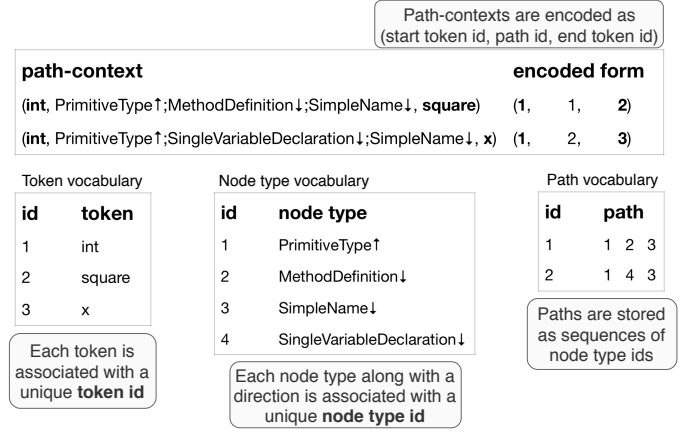 Path-contexts are encoded as
(start token id, path id, end token id)
path-context encoded form
(int, PrimitiveType↑;MethodDefinition↓;SimpleName↓, square) (1, 1, 2)
(int, PrimitiveType↑;SingleVariableDeclaration↓;SimpleName↓, x) (1, 2, 3)
Token vocabulary
id token
1 int
2 square
3 x
Each token is
associated with a
unique token id
Node type vocabulary
id node type
1 PrimitiveType↑
2 MethodDefinition↓
3 SimpleName↓
4 SingleVariableDeclaration↓
Each node type along with a
direction is associated with a
unique node type id
Path vocabulary
id path
1 1 2 3
2 1 4 3
Paths are stored
as sequences of
node type ids